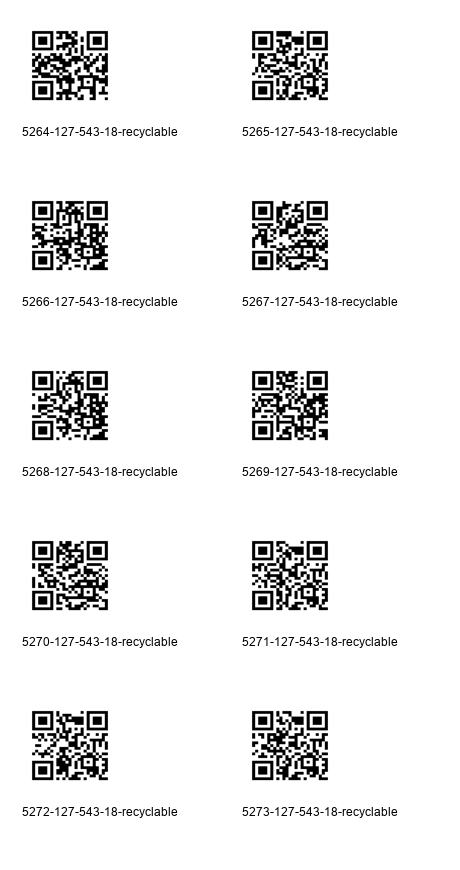 5264-127-543-18-recyclable
5265-127-543-18-recyclable
5266-127-543-18-recyclable
5267-127-543-18-recyclable
5268-127-543-18-recyclable
5269-127-543-18-recyclable
5270-127-543-18-recyclable
5271-127-543-18-recyclable
5272-127-543-18-recyclable
5273-127-543-18-recyclable